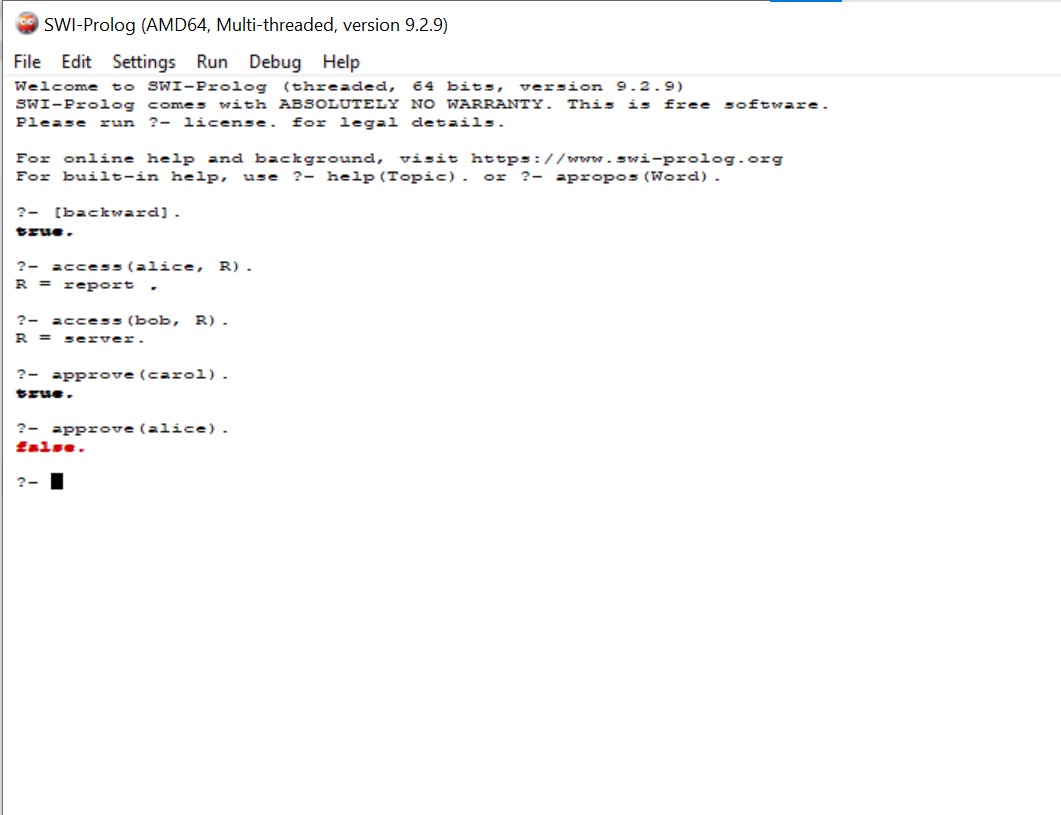 SWI-Prolog (AMD64, Multi-threaded, version 9.2.9)
File Edit Settings Run Debug Help
Welcome to SWI-Prolog (threaded, 64 bits, version 9.2.9)
SWI-Prolog comes with ABSOLUTELY NO WARRANTY. This is free software.
Please run ?- license. for legal details.
For online help and background, visit https://www.swi-prolog.org
For built-in help, use ?- help(Topic). or ?- apropos(Word).
?- [backward].
true.
?- access(alice, R).
R = report .
?- access(bob, R).
R = server.
?- approve(carol).
true.
?- approve(alice).
false.
?-